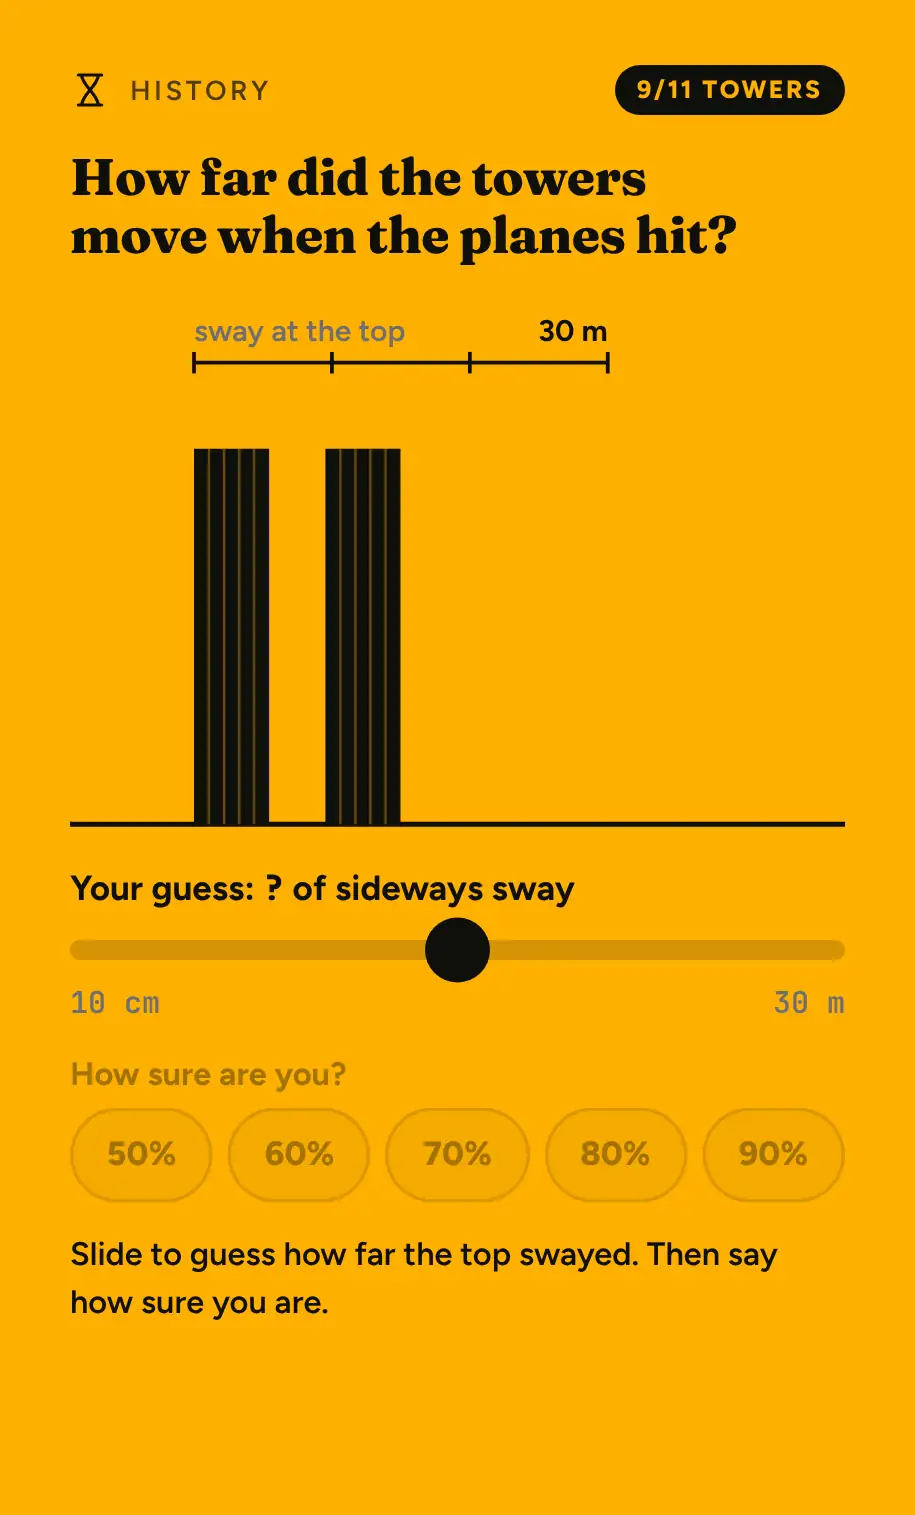 HISTORY
9/11 TOWERS
How far did the towers
move when the planes hit?
sway at the top
30 m
Your guess: ? of sideways sway
10 cm
30 m
How sure are you?
50%
60%
70%
80%
90%
Slide to guess how far the top swayed. Then say
how sure you are.